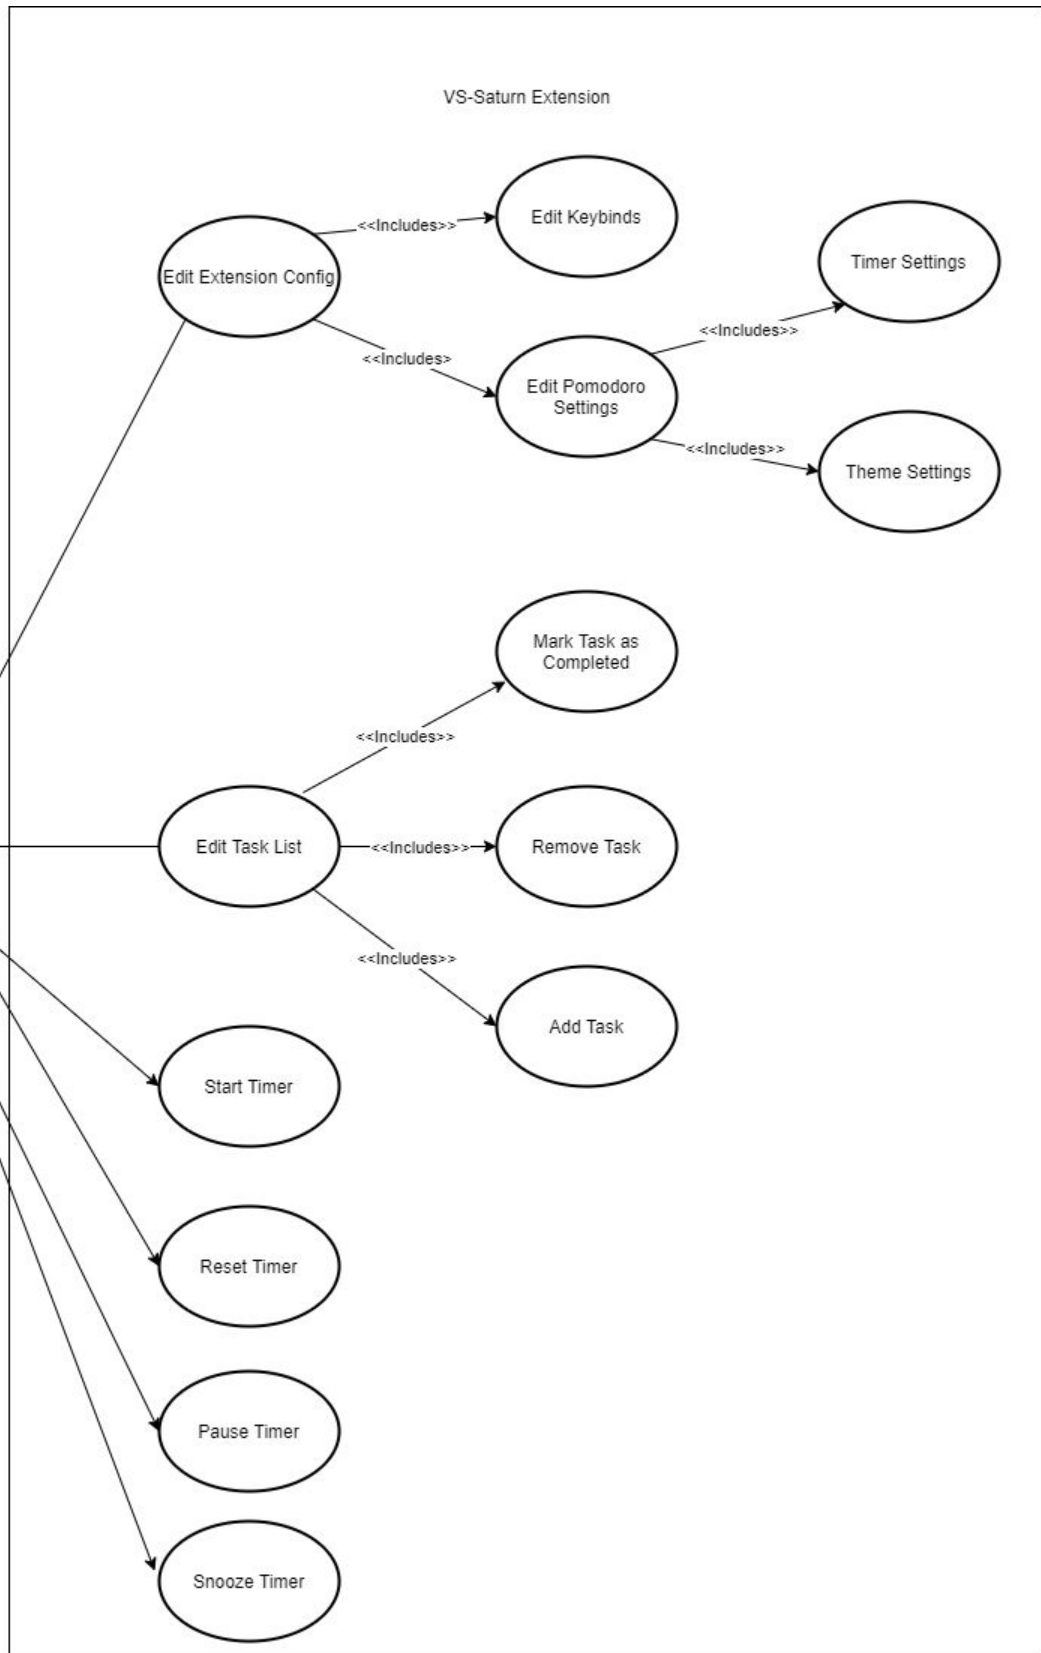 VS-Saturn Extension
Edit Keybinds
<<Includes>>
Edit Extension Config
Timer Settings
<<Includes>>
<<Includes>
Edit Pomodoro
Settings
<<Includes>>
Theme Settings
Mark Task as
Completed
<<Includes>>
Edit Task List
<<Includes>>
Remove Task
<<Includes>>
Add Task
Start Timer
Reset Timer
Pause Timer
Snooze Timer